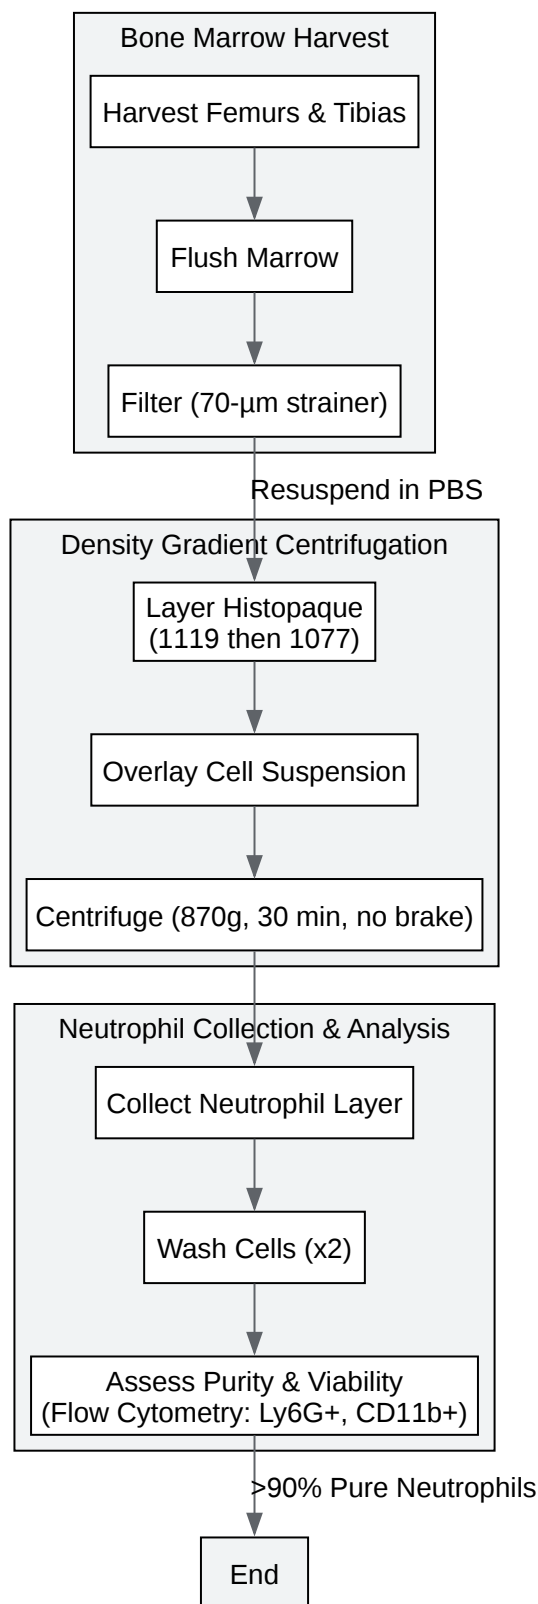 Bone Marrow Harvest
Harvest Femurs & Tibias
Flush Marrow
Filter (70-µm strainer)
Resuspend in PBS
Density Gradient Centrifugation
Layer Histopaque
(1119 then 1077)
Overlay Cell Suspension
Centrifuge (870g, 30 min, no brake)
Neutrophil Collection & Analysis
Collect Neutrophil Layer
Wash Cells (x2)
Assess Purity & Viability
(Flow Cytometry: Ly6G+, CD11b+)
>90% Pure Neutrophils
End